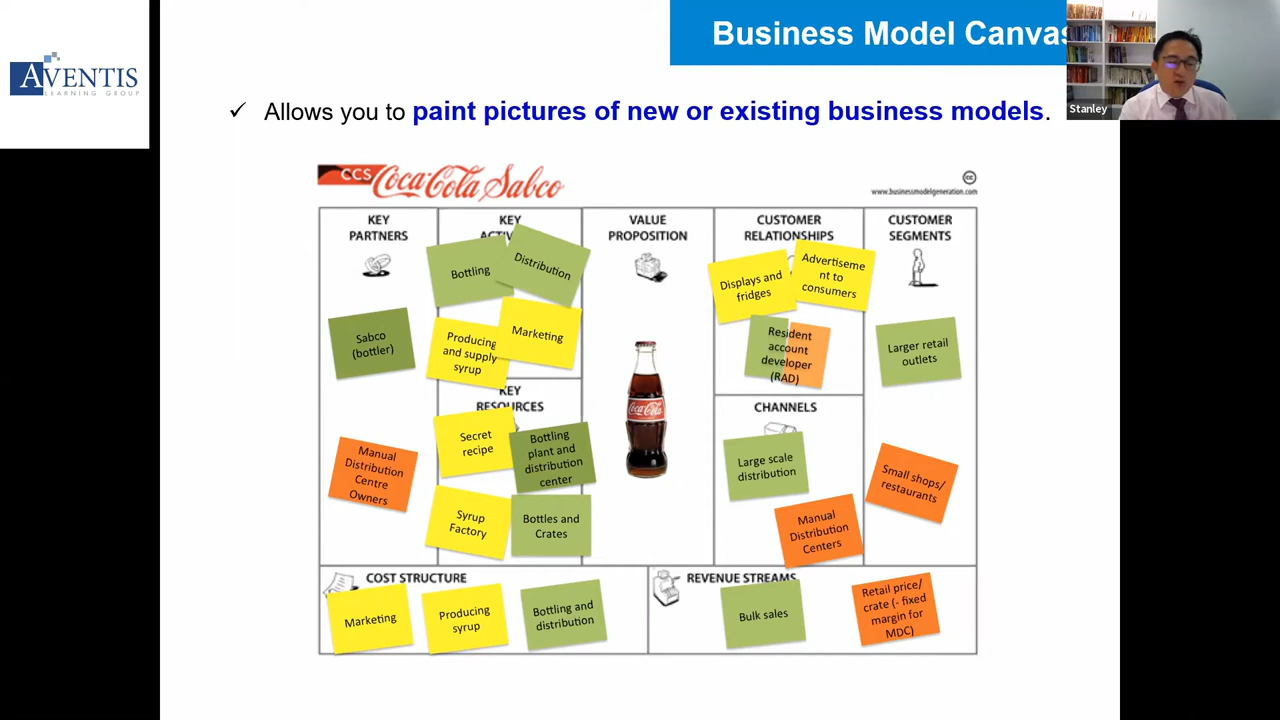 Business Model Canvas
AVENTIS
LEARNING GROUP
Stanley
✓ Allows you to paint pictures of new or existing business models.
CCS Coca-Cola Sabco
www.businessmodelgeneration.com
KEY
PARTNERS
Sabco
(bottler)
Manual
Distribution
Centre
Owners
KEY
Bottling
Distribution
Producing
and supply
syrup
Marketing
KEY
RESOURCES
Secret
recipe
Bottling
plant and
distribution
center
Syrup
Factory
Bottles and
Crates
VALUE
PROPOSITION
Coca-Cola
CUSTOMER
RELATIONSHIPS
Displays and
fridges
Advertiseme
nt to
consumers
Resident
account
developer
(RAD)
CHANNELS
Large scale
distribution
Manual
Distribution
Centers
CUSTOMER
SEGMENTS
Larger retail
outlets
Small shops/
restaurants
COST STRUCTURE
Marketing
Producing
syrup
Bottling and
distribution
REVENUE STREAMS
Bulk sales
Retail price/
crate (- fixed
margin for
MDC)